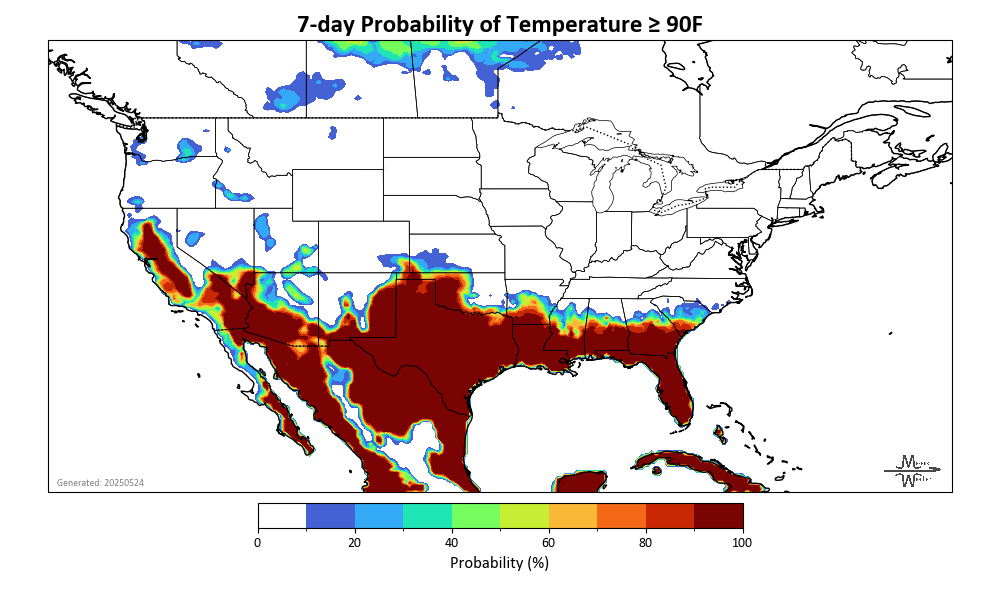 7-day Probability of Temperature ≥ 90F
Generated: 20250524
0 20 40 60 80 100
Probability (%)